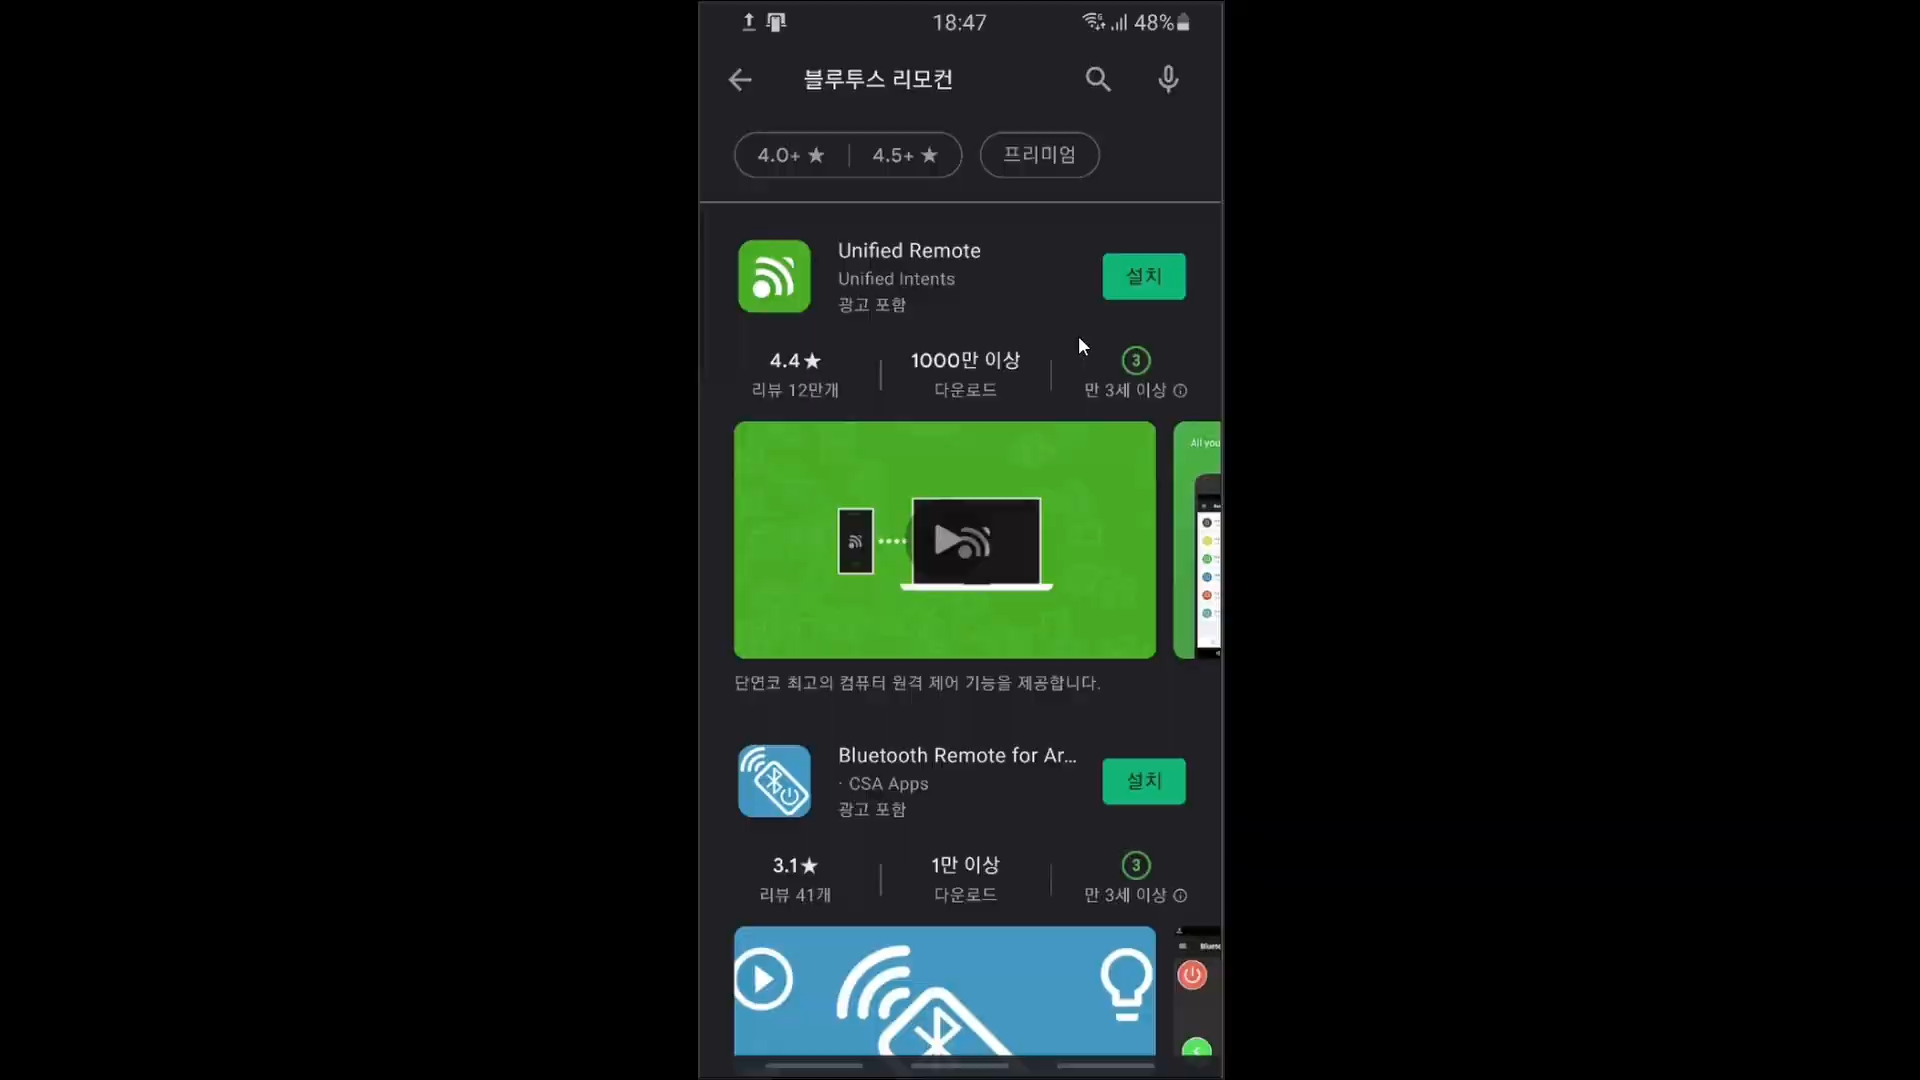 18:47
48%
블루투스 리모컨
4.0+ ★ 4.5+ ★ 프리미엄
Unified Remote
Unified Intents
광고 포함
설치
4.4★
리뷰 12만개
1000만 이상
다운로드
3
만 3세 이상
All you
단연코 최고의 컴퓨터 원격 제어 기능을 제공합니다.
Bluetooth Remote for Ar...
· CSA Apps
광고 포함
설치
3.1★
리뷰 41개
1만 이상
다운로드
3
만 3세 이상